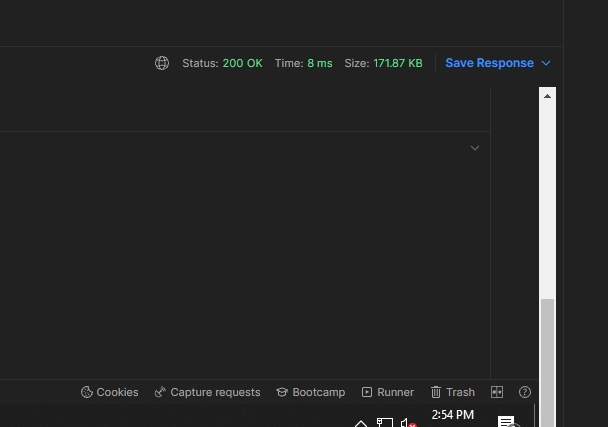 Status: 200 OK Time: 8 ms Size: 171.87 KB Save Response
Cookies Capture requests Bootcamp Runner Trash
2:54 PM